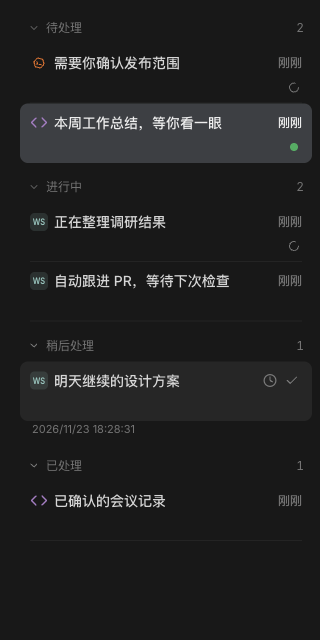 待处理 2
需要你确认发布范围 刚刚
本周工作总结，等你看一眼 刚刚
进行中 2
WS 正在整理调研结果 刚刚
WS 自动跟进 PR，等待下次检查 刚刚
稍后处理 1
WS 明天继续的设计方案
2026/11/23 18:28:31
已处理 1
已确认的会议记录 刚刚